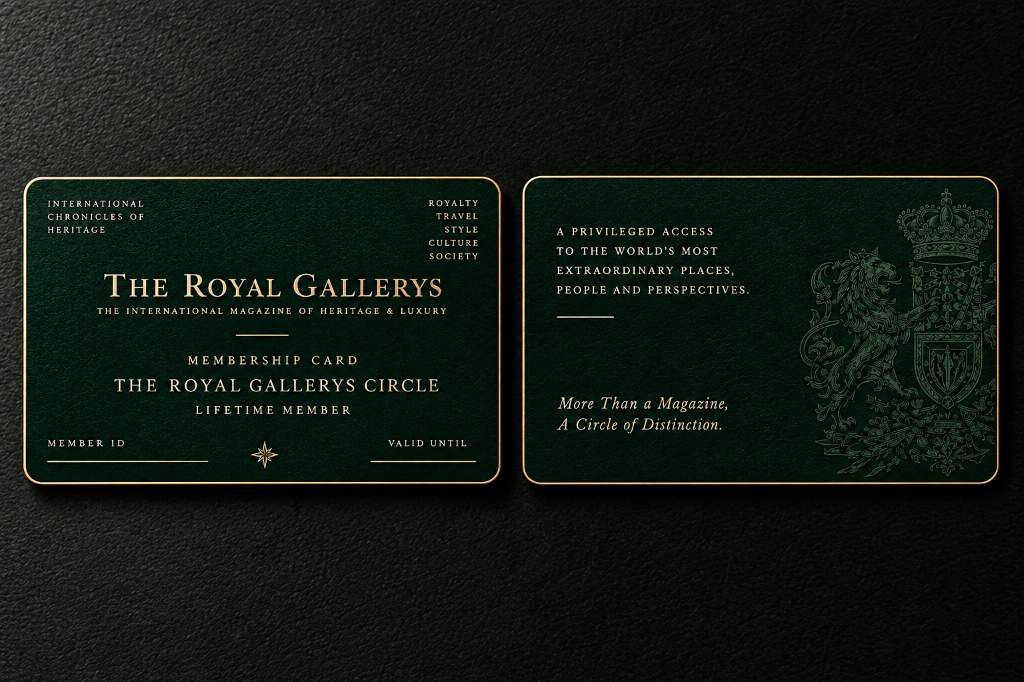 INTERNATIONAL
CHRONICLES OF
HERITAGE
ROYALTY
TRAVEL
STYLE
CULTURE
SOCIETY
THE ROYAL GALLERYS
THE INTERNATIONAL MAGAZINE OF HERITAGE & LUXURY
MEMBERSHIP CARD
THE ROYAL GALLERYS CIRCLE
LIFETIME MEMBER
MEMBER ID
VALID UNTIL
A PRIVILEGED ACCESS
TO THE WORLD'S MOST
EXTRAORDINARY PLACES,
PEOPLE AND PERSPECTIVES.
More Than a Magazine,
A Circle of Distinction.